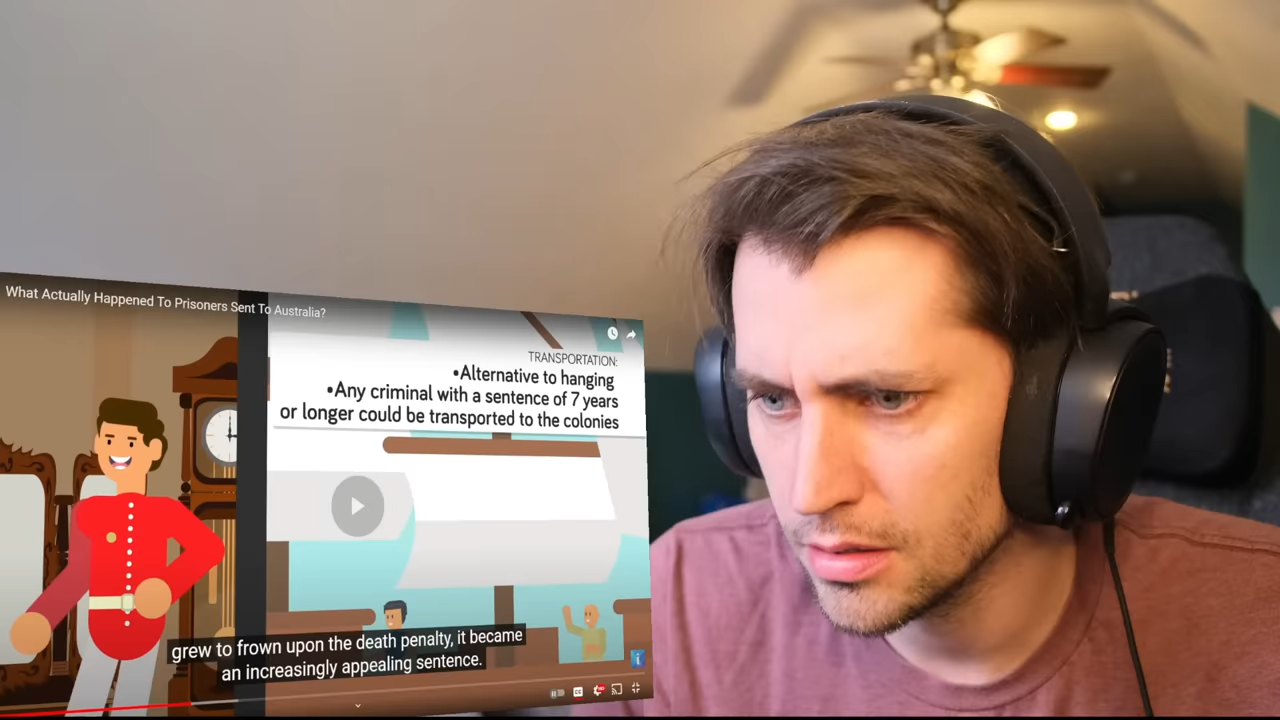 What Actually Happened To Prisoners Sent To Australia?
TRANSPORTATION:
•Alternative to hanging
•Any criminal with a sentence of 7 years
or longer could be transported to the colonies
grew to frown upon the death penalty, it became
an increasingly appealing sentence.
CC